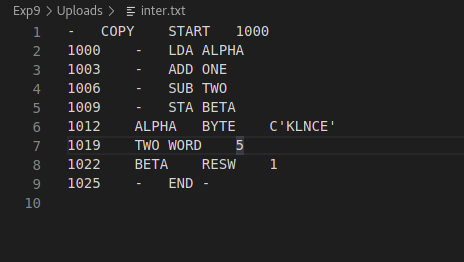 Exp9 > Uploads > inter.txt
1 - COPY START 1000
2 1000 - LDA ALPHA
3 1003 - ADD ONE
4 1006 - SUB TWO
5 1009 - STA BETA
6 1012 ALPHA BYTE C'KLNCE'
7 1019 TWO WORD 5
8 1022 BETA RESW 1
9 1025 - END -
10